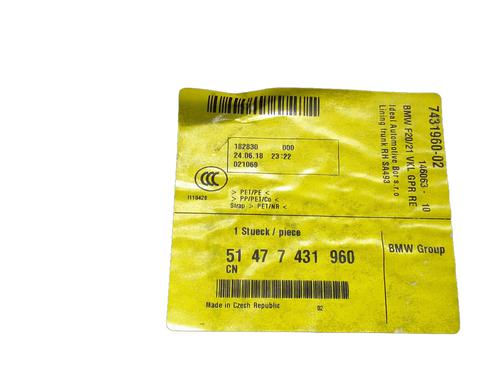 182830 000
24.06.18 23:22
021069
CCC
I118428
> PET/PE <
> PP/PET/Co <
Strap > PET/NR <
7431960-02
146063 - 10
BMW F20/21 VKL GPR RE
Ideal Automotive Bor s.r.o
Lining trunk RH SA493
1 Stueck / piece
51 47 7 431 960
CN
BMW Group
Made in Czech Republic
02